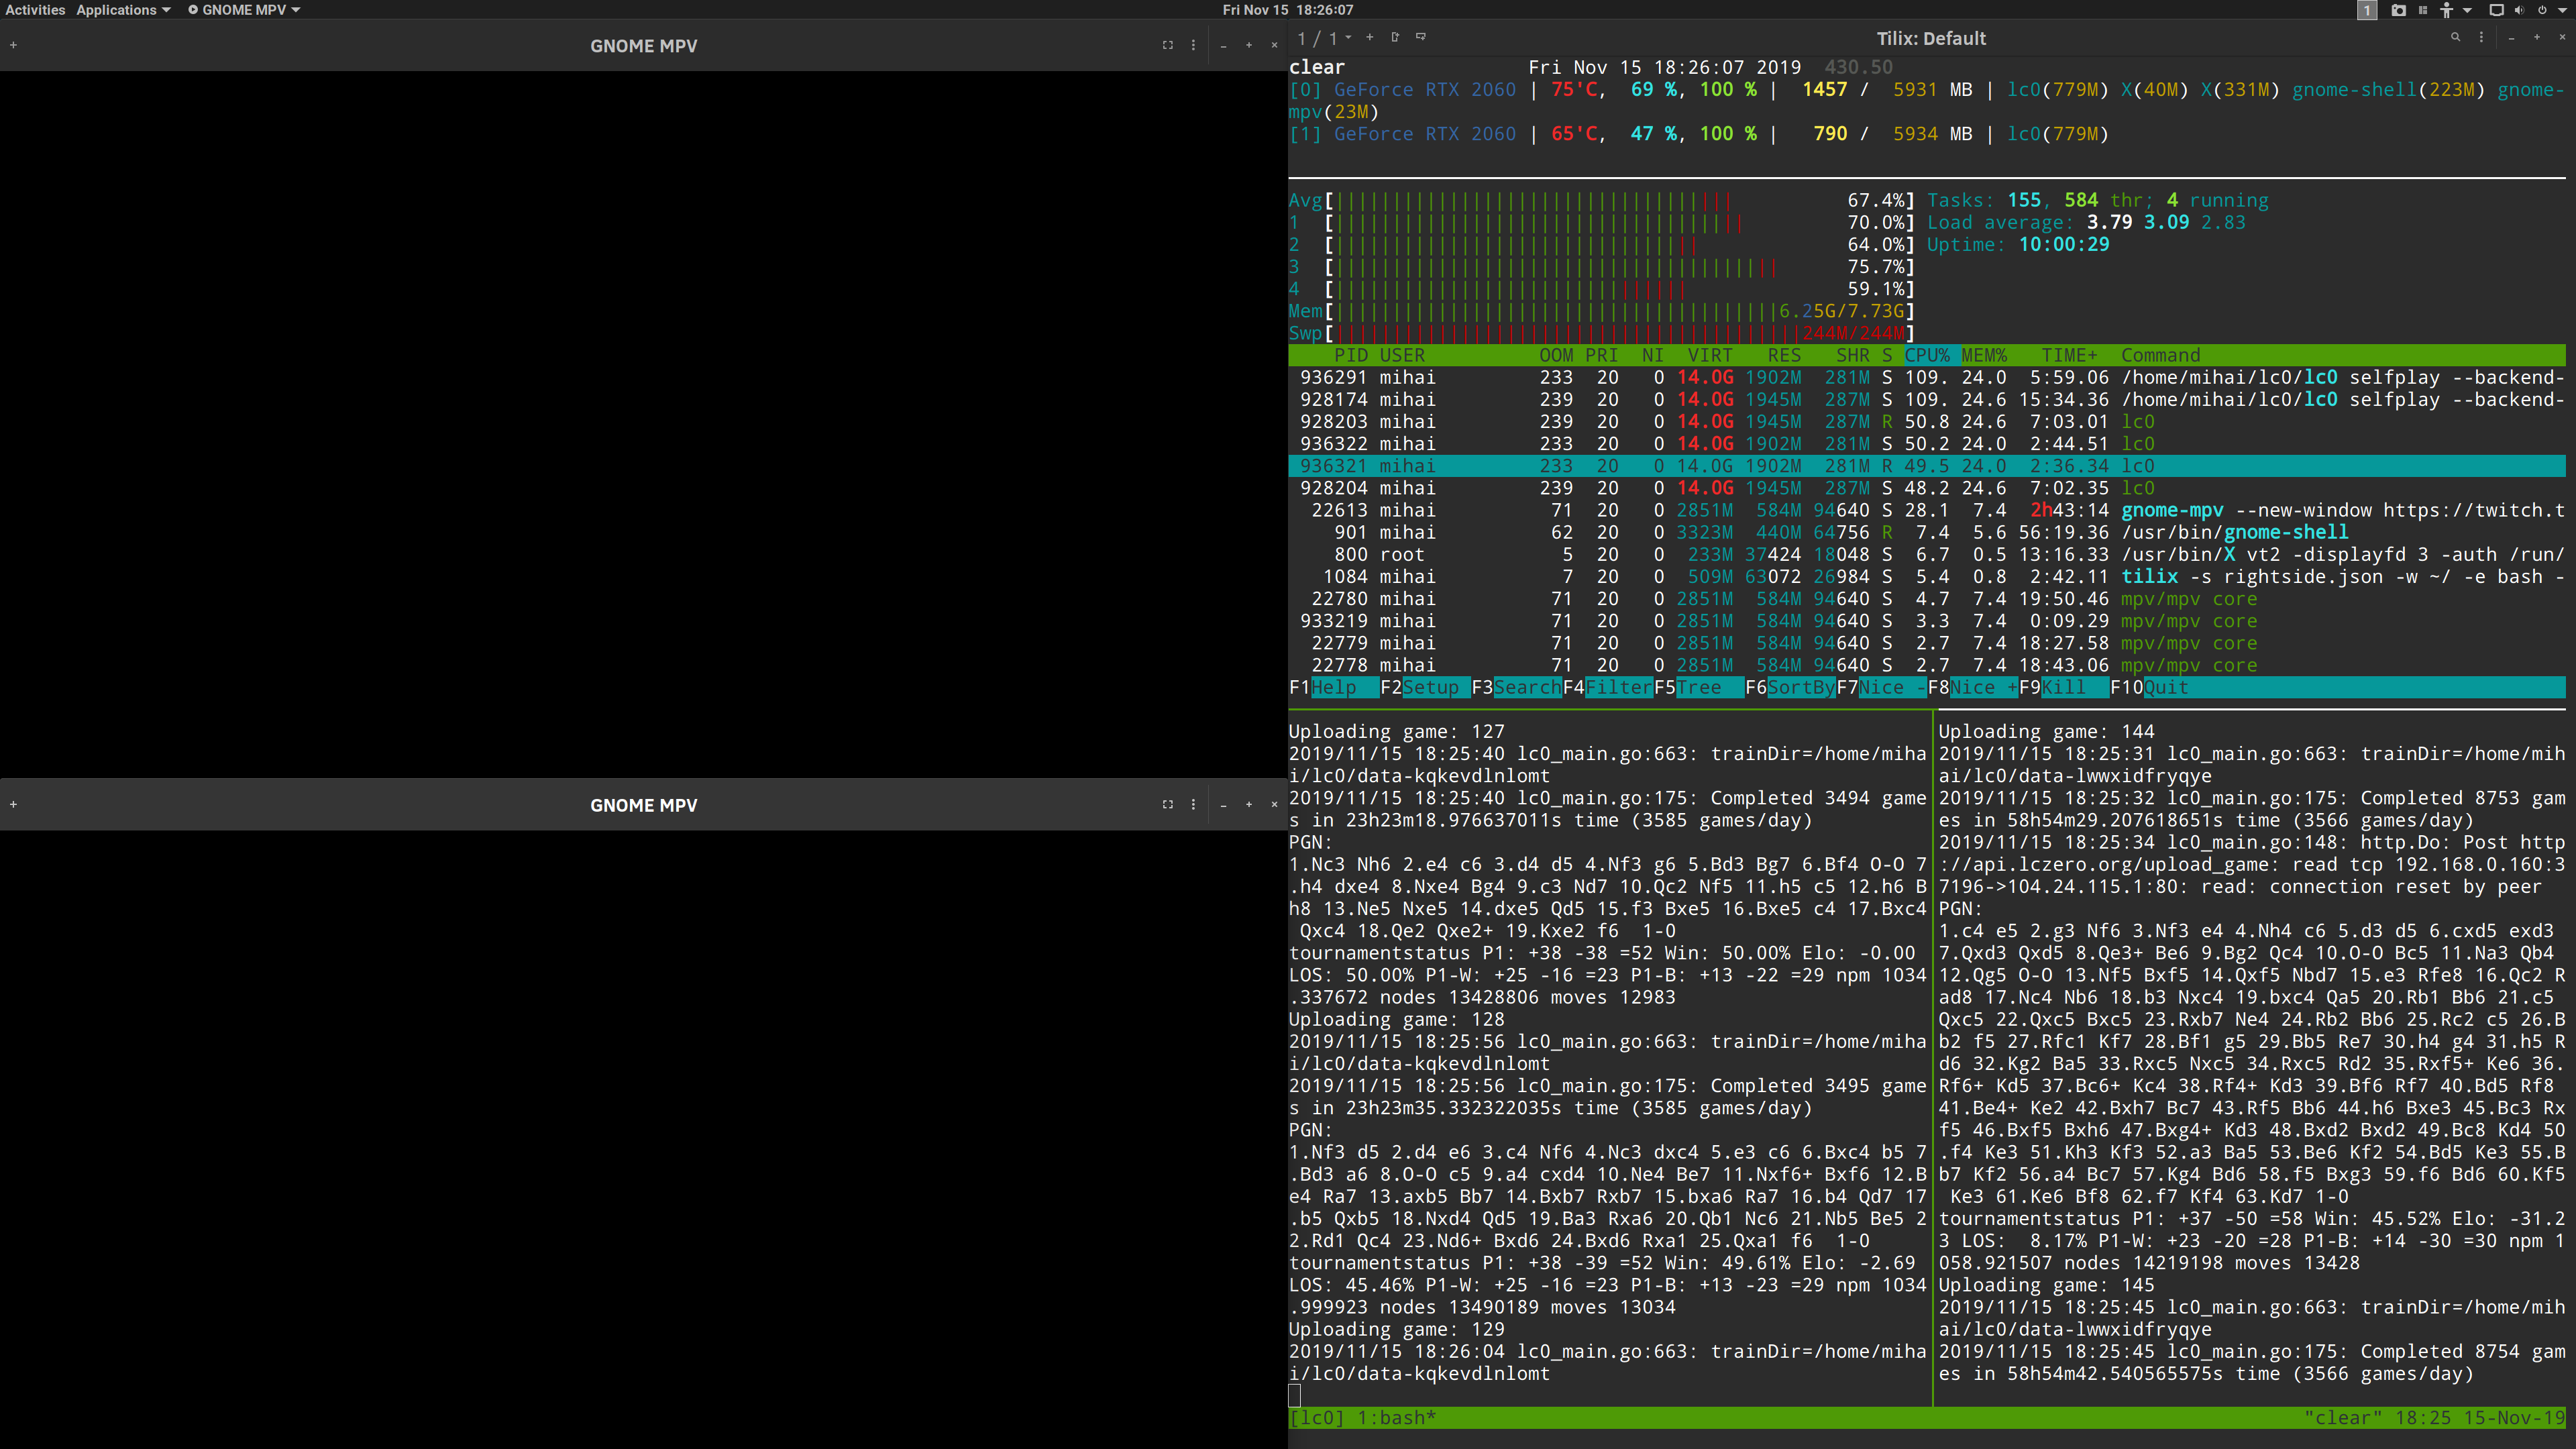 Activities Applications GNOME MPV Fri Nov 15 18:26:07 1
GNOME MPV
GNOME MPV
1 / 1 Tilix: Default
clear Fri Nov 15 18:26:07 2019 430.50
[0] GeForce RTX 2060 | 75'C, 69 %, 100 % | 1457 / 5931 MB | lc0(779M) X(40M) X(331M) gnome-shell(223M) gnome-
mpv(23M)
[1] GeForce RTX 2060 | 65'C, 47 %, 100 % | 790 / 5934 MB | lc0(779M)
Avg[ 67.4%] Tasks: 155, 584 thr; 4 running
1 [ 70.0%] Load average: 3.79 3.09 2.83
2 [ 64.0%] Uptime: 10:00:29
3 [ 75.7%]
4 [ 59.1%]
Mem[ 6.25G/7.73G]
Swp[ 244M/244M]
PID USER OOM PRI NI VIRT RES SHR S CPU% MEM% TIME+ Command
936291 mihai 233 20 0 14.0G 1902M 281M S 109. 24.0 5:59.06 /home/mihai/lc0/lc0 selfplay --backend-
928174 mihai 239 20 0 14.0G 1945M 287M S 109. 24.6 15:34.36 /home/mihai/lc0/lc0 selfplay --backend-
928203 mihai 239 20 0 14.0G 1945M 287M R 50.8 24.6 7:03.01 lc0
936322 mihai 233 20 0 14.0G 1902M 281M S 50.2 24.0 2:44.51 lc0
936321 mihai 233 20 0 14.0G 1902M 281M R 49.5 24.0 2:36.34 lc0
928204 mihai 239 20 0 14.0G 1945M 287M S 48.2 24.6 7:02.35 lc0
22613 mihai 71 20 0 2851M 584M 94640 S 28.1 7.4 2h43:14 gnome-mpv --new-window https://twitch.t
901 mihai 62 20 0 3323M 440M 64756 R 7.4 5.6 56:19.36 /usr/bin/gnome-shell
800 root 5 20 0 233M 37424 18048 S 6.7 0.5 13:16.33 /usr/bin/X vt2 -displayfd 3 -auth /run/
1084 mihai 7 20 0 509M 63072 26984 S 5.4 0.8 2:42.11 tilix -s rightside.json -w ~/ -e bash -
22780 mihai 71 20 0 2851M 584M 94640 S 4.7 7.4 19:50.46 mpv/mpv core
933219 mihai 71 20 0 2851M 584M 94640 S 3.3 7.4 0:09.29 mpv/mpv core
22779 mihai 71 20 0 2851M 584M 94640 S 2.7 7.4 18:27.58 mpv/mpv core
22778 mihai 71 20 0 2851M 584M 94640 S 2.7 7.4 18:43.06 mpv/mpv core
F1Help F2Setup F3SearchF4FilterF5Tree F6SortByF7Nice -F8Nice +F9Kill F10Quit
Uploading game: 127
2019/11/15 18:25:40 lc0_main.go:663: trainDir=/home/miha
i/lc0/data-kqkevdlnlomt
2019/11/15 18:25:40 lc0_main.go:175: Completed 3494 game
s in 23h23m18.976637011s time (3585 games/day)
PGN:
1.Nc3 Nh6 2.e4 c6 3.d4 d5 4.Nf3 g6 5.Bd3 Bg7 6.Bf4 O-O 7
.h4 dxe4 8.Nxe4 Bg4 9.c3 Nd7 10.Qc2 Nf5 11.h5 c5 12.h6 B
h8 13.Ne5 Nxe5 14.dxe5 Qd5 15.f3 Bxe5 16.Bxe5 c4 17.Bxc4
Qxc4 18.Qe2 Qxe2+ 19.Kxe2 f6 1-0
tournamentstatus P1: +38 -38 =52 Win: 50.00% Elo: -0.00
LOS: 50.00% P1-W: +25 -16 =23 P1-B: +13 -22 =29 npm 1034
.337672 nodes 13428806 moves 12983
Uploading game: 128
2019/11/15 18:25:56 lc0_main.go:663: trainDir=/home/miha
i/lc0/data-kqkevdlnlomt
2019/11/15 18:25:56 lc0_main.go:175: Completed 3495 game
s in 23h23m35.332322035s time (3585 games/day)
PGN:
1.Nf3 d5 2.d4 e6 3.c4 Nf6 4.Nc3 dxc4 5.e3 c6 6.Bxc4 b5 7
.Bd3 a6 8.O-O c5 9.a4 cxd4 10.Ne4 Be7 11.Nxf6+ Bxf6 12.B
e4 Ra7 13.axb5 Bb7 14.Bxb7 Rxb7 15.bxa6 Ra7 16.b4 Qd7 17
.b5 Qxb5 18.Nxd4 Qd5 19.Ba3 Rxa6 20.Qb1 Nc6 21.Nb5 Be5 2
2.Rd1 Qc4 23.Nd6+ Bxd6 24.Bxd6 Rxa1 25.Qxa1 f6 1-0
tournamentstatus P1: +38 -39 =52 Win: 49.61% Elo: -2.69
LOS: 45.46% P1-W: +25 -16 =23 P1-B: +13 -23 =29 npm 1034
.999923 nodes 13490189 moves 13034
Uploading game: 129
2019/11/15 18:26:04 lc0_main.go:663: trainDir=/home/miha
i/lc0/data-kqkevdlnlomt
Uploading game: 144
2019/11/15 18:25:31 lc0_main.go:663: trainDir=/home/mih
ai/lc0/data-lwwxidfryqye
2019/11/15 18:25:32 lc0_main.go:175: Completed 8753 gam
es in 58h54m29.207618651s time (3566 games/day)
2019/11/15 18:25:34 lc0_main.go:148: http.Do: Post http
://api.lczero.org/upload_game: read tcp 192.168.0.160:3
7196->104.24.115.1:80: read: connection reset by peer
PGN:
1.c4 e5 2.g3 Nf6 3.Nf3 e4 4.Nh4 c6 5.d3 d5 6.cxd5 exd3
7.Qxd3 Qxd5 8.Qe3+ Be6 9.Bg2 Qc4 10.O-O Bc5 11.Na3 Qb4
12.Qg5 O-O 13.Nf5 Bxf5 14.Qxf5 Nbd7 15.e3 Rfe8 16.Qc2 R
ad8 17.Nc4 Nb6 18.b3 Nxc4 19.bxc4 Qa5 20.Rb1 Bb6 21.c5
Qxc5 22.Qxc5 Bxc5 23.Rxb7 Ne4 24.Rb2 Bb6 25.Rc2 c5 26.B
b2 f5 27.Rfc1 Kf7 28.Bf1 g5 29.Bb5 Re7 30.h4 g4 31.h5 R
d6 32.Kg2 Ba5 33.Rxc5 Nxc5 34.Rxc5 Rd2 35.Rxf5+ Ke6 36.
Rf6+ Kd5 37.Bc6+ Kc4 38.Rf4+ Kd3 39.Bf6 Rf7 40.Bd5 Rf8
41.Be4+ Ke2 42.Bxh7 Bc7 43.Rf5 Bb6 44.h6 Bxe3 45.Bc3 Rx
f5 46.Bxf5 Bxh6 47.Bxg4+ Kd3 48.Bxd2 Bxd2 49.Bc8 Kd4 50
.f4 Ke3 51.Kh3 Kf3 52.a3 Ba5 53.Be6 Kf2 54.Bd5 Ke3 55.B
b7 Kf2 56.a4 Bc7 57.Kg4 Bd6 58.f5 Bxg3 59.f6 Bd6 60.Kf5
Ke3 61.Ke6 Bf8 62.f7 Kf4 63.Kd7 1-0
tournamentstatus P1: +37 -50 =58 Win: 45.52% Elo: -31.2
3 LOS: 8.17% P1-W: +23 -20 =28 P1-B: +14 -30 =30 npm 1
058.921507 nodes 14219198 moves 13428
Uploading game: 145
2019/11/15 18:25:45 lc0_main.go:663: trainDir=/home/mih
ai/lc0/data-lwwxidfryqye
2019/11/15 18:25:45 lc0_main.go:175: Completed 8754 gam
es in 58h54m42.540565575s time (3566 games/day)
[lc0] 1:bash* "clear" 18:25 15-Nov-19